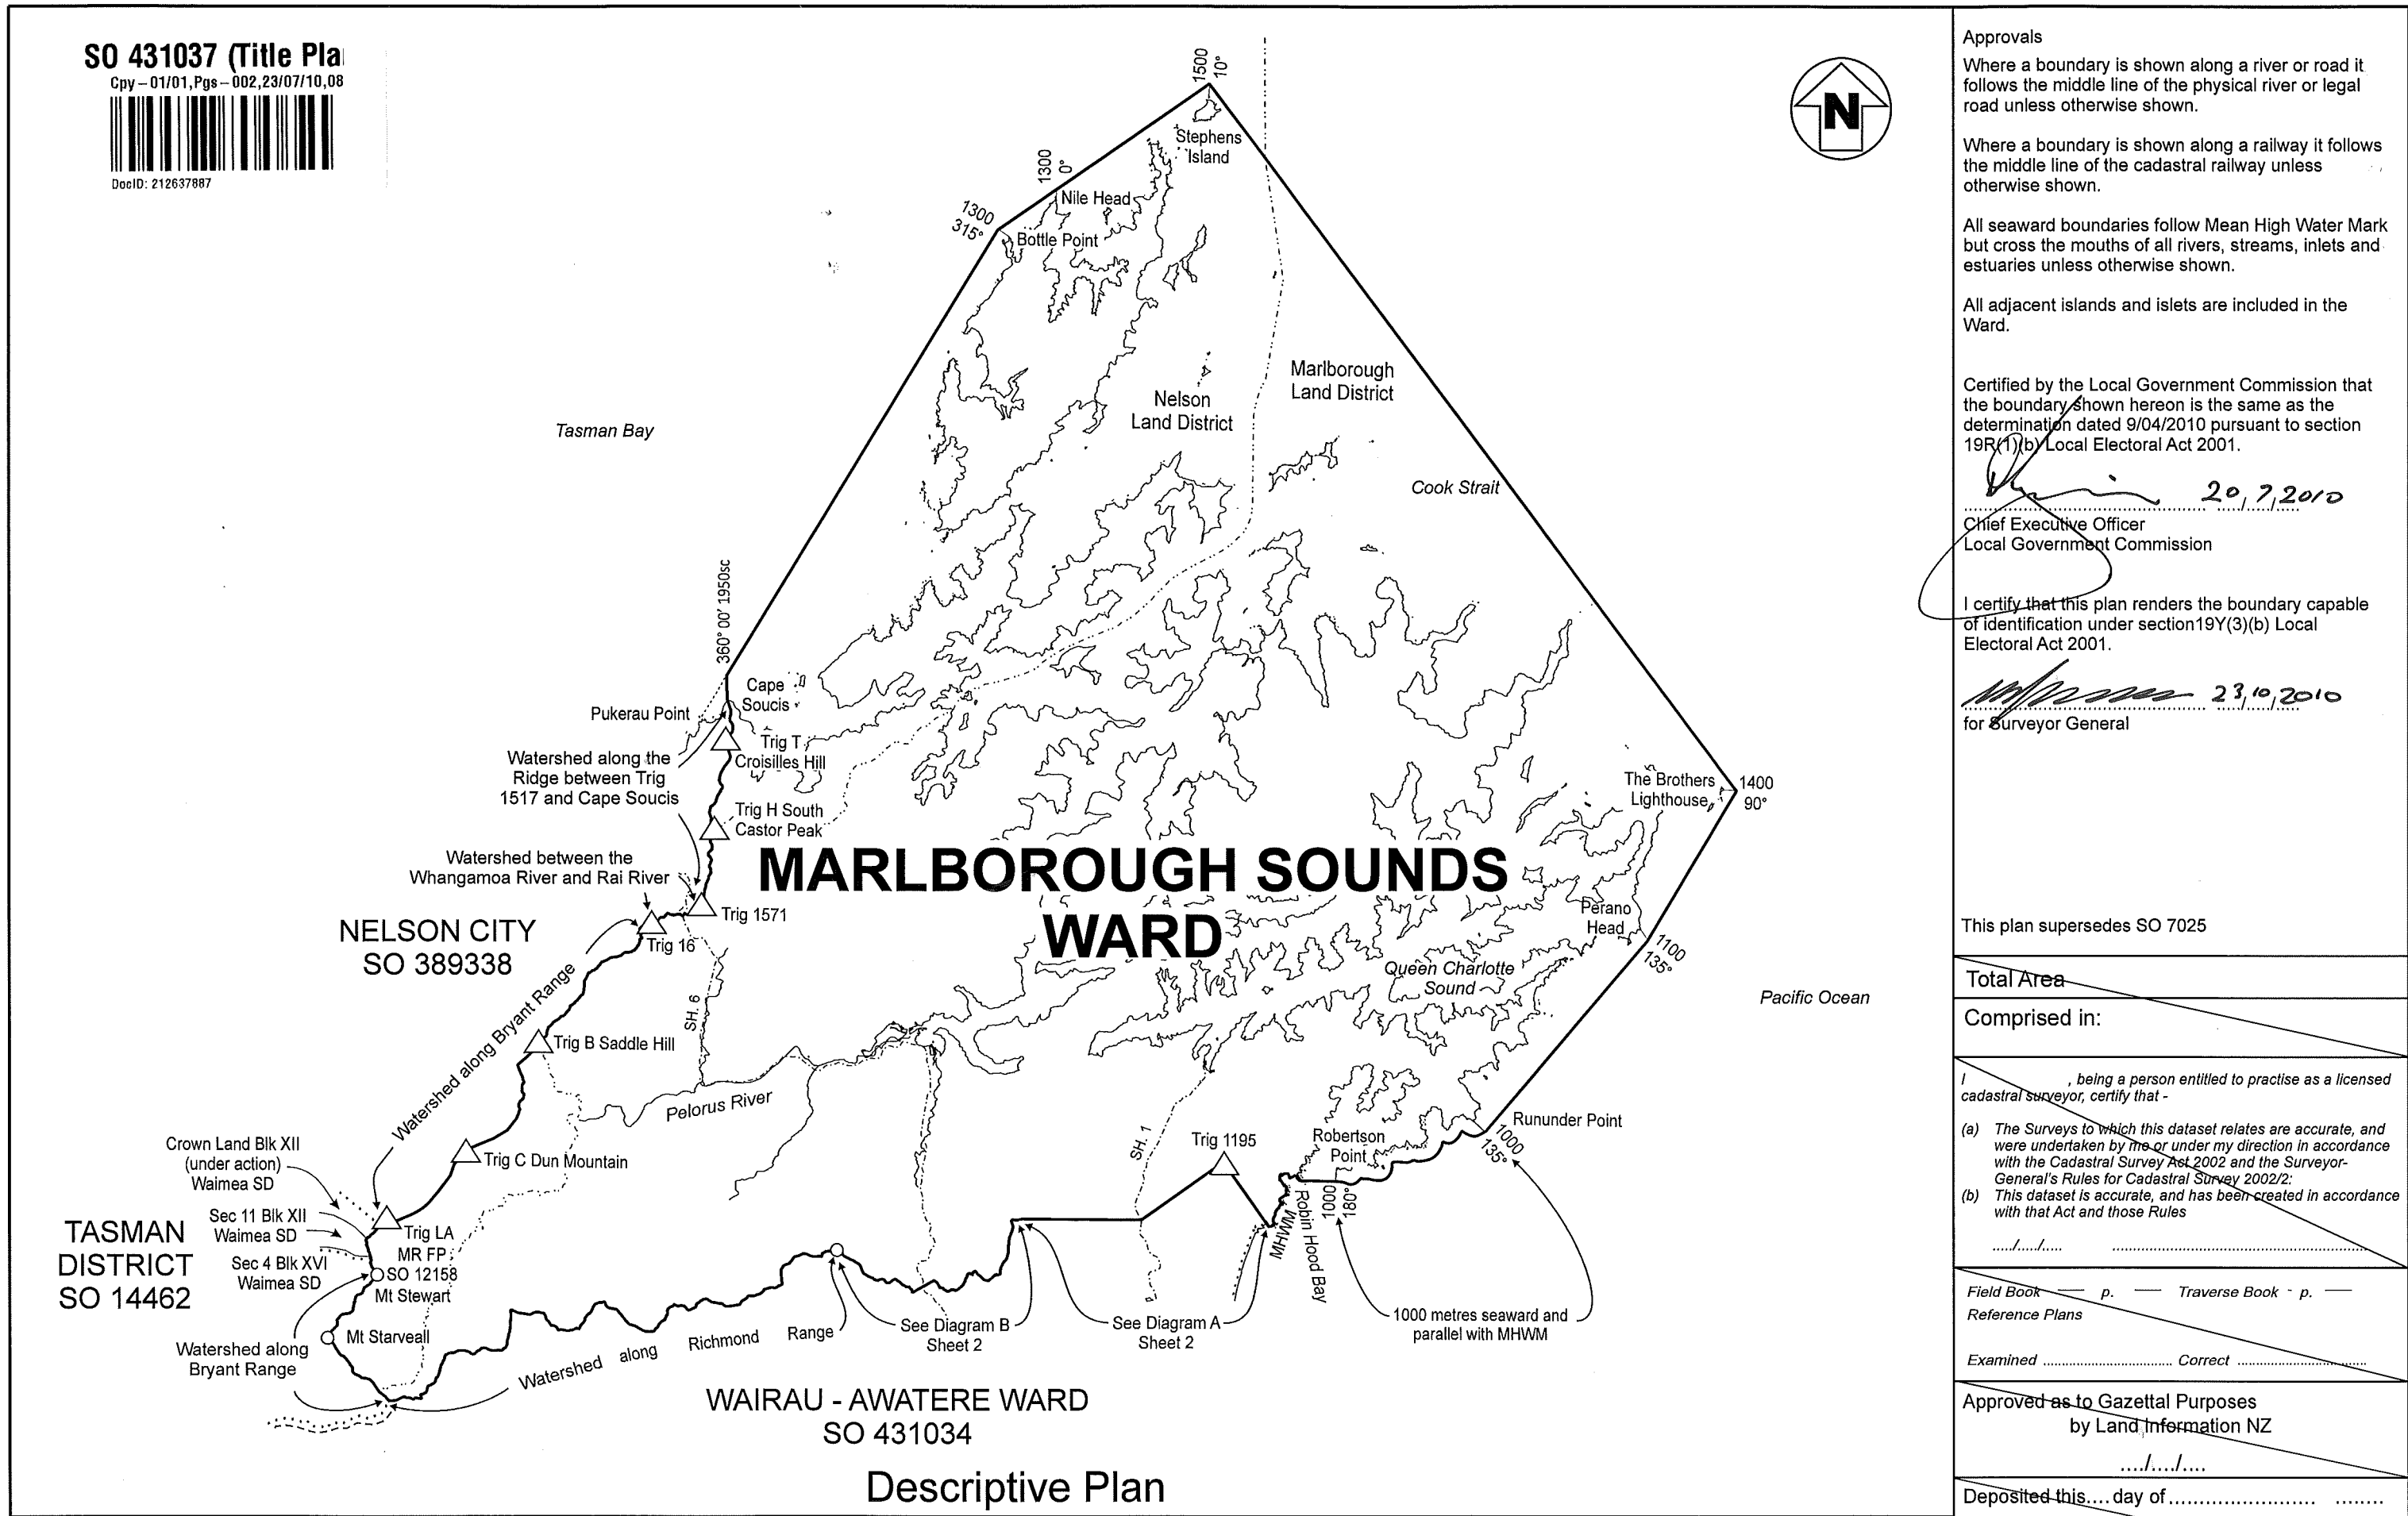 SO 431037 (Title Pla
Cpy – 01/01,Pgs – 002,23/07/10,08
DocID: 212637887
N
1500
10°
Stephens
Island
1300
0°
Nile Head
1300
315°
Bottle Point
Marlborough
Land District
Nelson
Land District
Tasman Bay
Cook Strait
360° 00' 1950sc
Cape
Soucis
Pukerau Point
Trig T
Croisilles Hill
Watershed along the
Ridge between Trig
1517 and Cape Soucis
The Brothers
Lighthouse
1400
90°
Trig H South
Castor Peak
Watershed between the
Whangamoa River and Rai River
MARLBOROUGH SOUNDS
WARD
Trig 1571
Perano
Head
NELSON CITY
SO 389338
Trig 16
1100
135°
Queen Charlotte
Sound
Pacific Ocean
Watershed along Bryant Range
SH. 6
Trig B Saddle Hill
Pelorus River
Rununder Point
1000
135°
Crown Land Blk XII
(under action)
Waimea SD
Trig C Dun Mountain
SH. 1
Trig 1195
Robertson
Point
1000
180°
Sec 11 Blk XII
Waimea SD
Trig LA
TASMAN
DISTRICT
SO 14462
Sec 4 Blk XVI
Waimea SD
MR FP
SO 12158
Mt Stewart
MHWM
Robin Hood Bay
Mt Starveall
Watershed along
Bryant Range
Watershed along Richmond Range
See Diagram B
Sheet 2
See Diagram A
Sheet 2
1000 metres seaward and
parallel with MHWM
WAIRAU - AWATERE WARD
SO 431034
Descriptive Plan
Approvals
Where a boundary is shown along a river or road it
follows the middle line of the physical river or legal
road unless otherwise shown.
Where a boundary is shown along a railway it follows
the middle line of the cadastral railway unless
otherwise shown.
All seaward boundaries follow Mean High Water Mark
but cross the mouths of all rivers, streams, inlets and
estuaries unless otherwise shown.
All adjacent islands and islets are included in the
Ward.
Certified by the Local Government Commission that
the boundary shown hereon is the same as the
determination dated 9/04/2010 pursuant to section
19R(1)(b) Local Electoral Act 2001.
20,7,2010
Chief Executive Officer
Local Government Commission
I certify that this plan renders the boundary capable
of identification under section19Y(3)(b) Local
Electoral Act 2001.
23,10,2010
for Surveyor General
This plan supersedes SO 7025
Total Area
Comprised in:
I , being a person entitled to practise as a licensed
cadastral surveyor, certify that -
(a) The Surveys to which this dataset relates are accurate, and
were undertaken by me or under my direction in accordance
with the Cadastral Survey Act 2002 and the Surveyor-
General's Rules for Cadastral Survey 2002/2:
(b) This dataset is accurate, and has been created in accordance
with that Act and those Rules
...../...../..... ..........
Field Book — p. — Traverse Book - p. —
Reference Plans
Examined .......... Correct ..........
Approved as to Gazettal Purposes
by Land Information NZ
..../..../....
Deposited this.... day of .......... ........